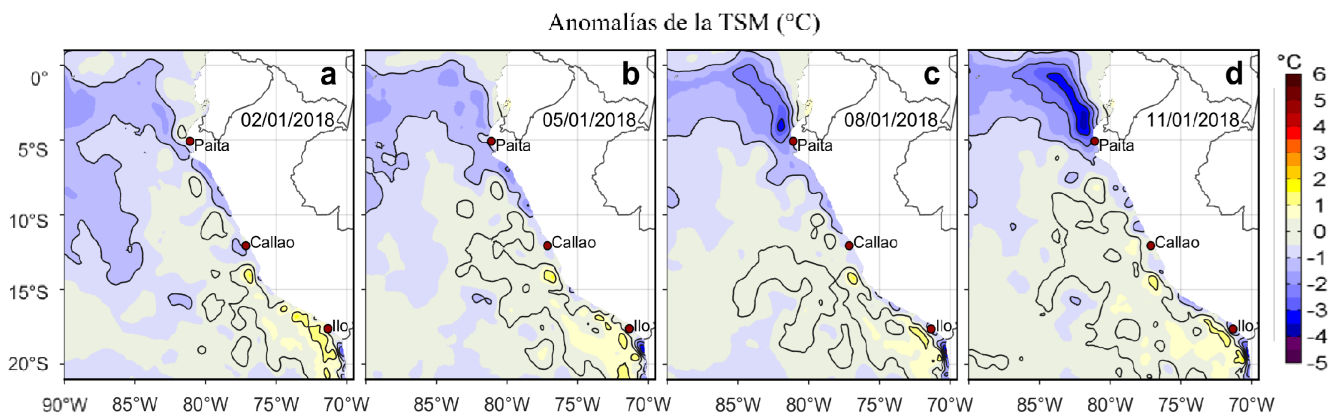 Anomalías de la TSM (°C)
a
b
c
d
02/01/2018
05/01/2018
08/01/2018
11/01/2018
Paita
Callao
Ilo
Paita
Callao
Ilo
Paita
Callao
Ilo
Paita
Callao
Ilo
0°
5°S
10°S
15°S
20°S
90°W
85°W
80°W
75°W
70°W
85°W
80°W
75°W
70°W
85°W
80°W
75°W
70°W
85°W
80°W
75°W
70°W
°C
6
5
4
3
2
1
0
-1
-2
-3
-4
-5